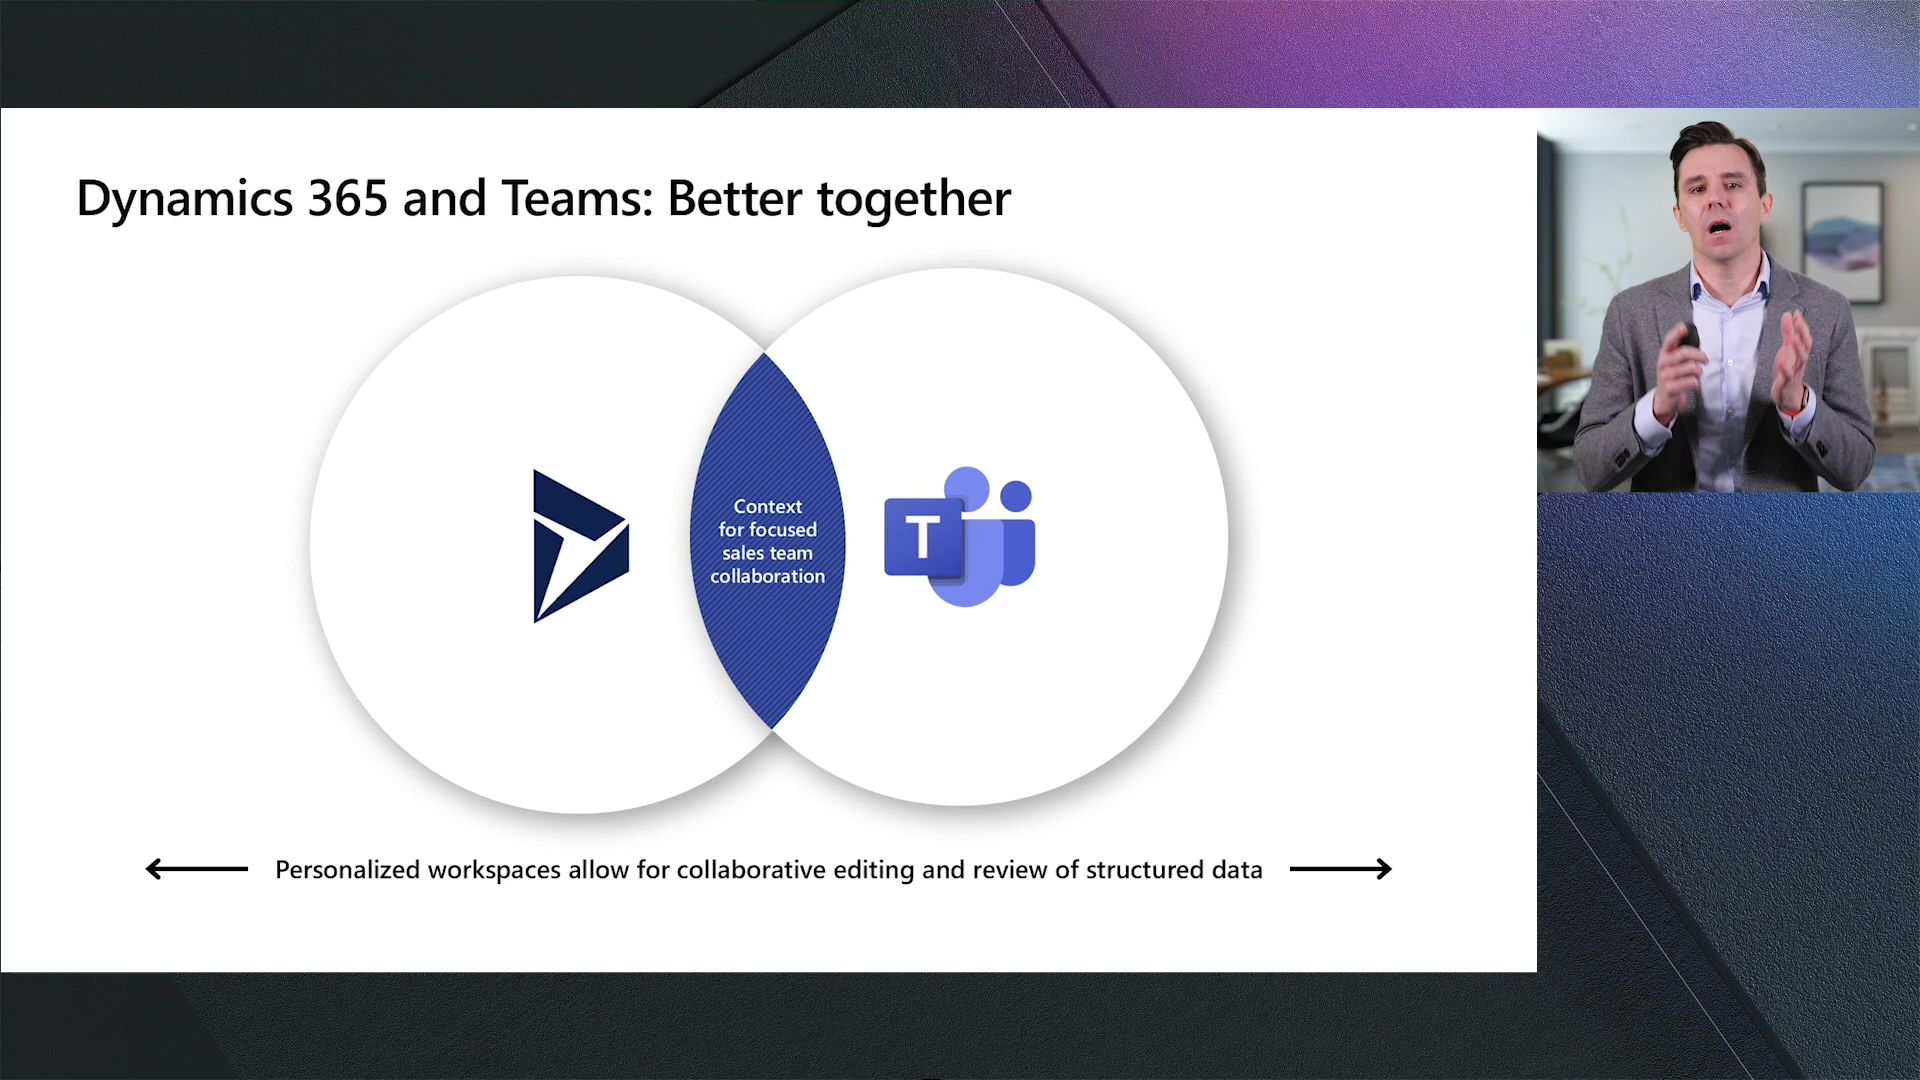 Dynamics 365 and Teams: Better together
Context
for focused
sales team
collaboration
T
Personalized workspaces allow for collaborative editing and review of structured data